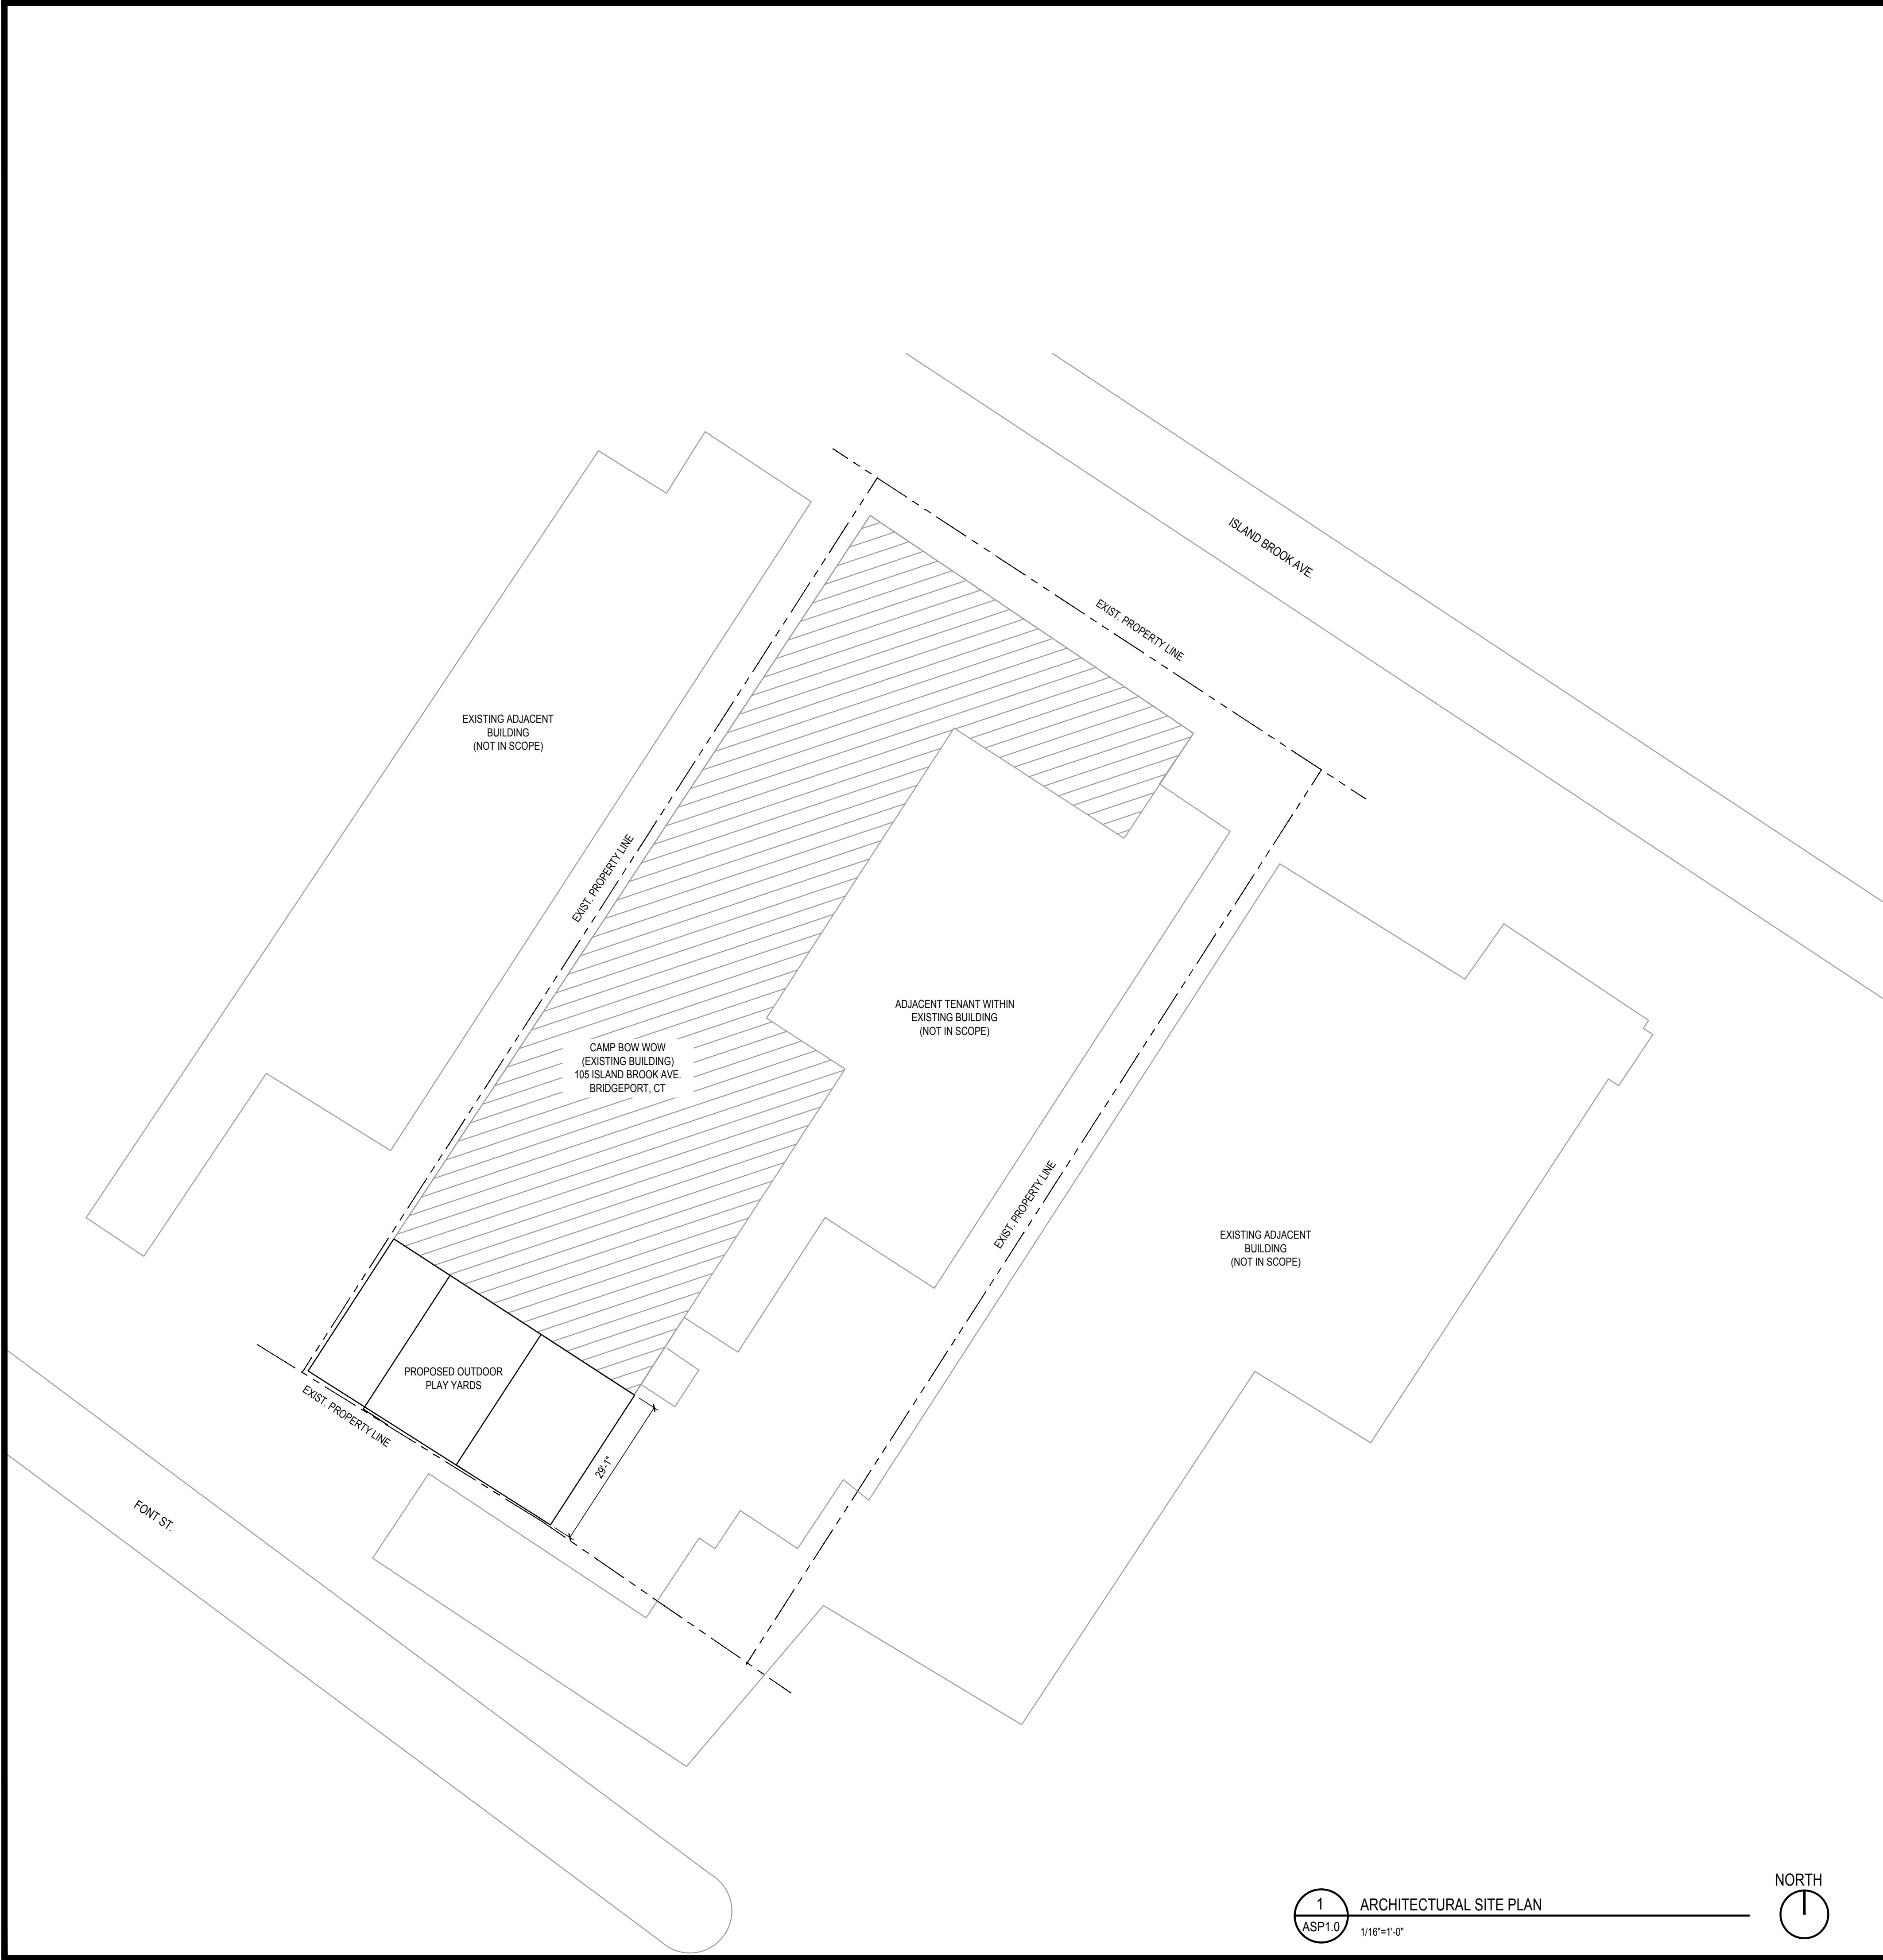 ISLAND BROOK AVE.
EXIST. PROPERTY LINE
EXISTING ADJACENT
BUILDING
(NOT IN SCOPE)
EXIST. PROPERTY LINE
ADJACENT TENANT WITHIN
EXISTING BUILDING
(NOT IN SCOPE)
CAMP BOW WOW
(EXISTING BUILDING)
105 ISLAND BROOK AVE.
BRIDGEPORT, CT
EXIST. PROPERTY LINE
EXISTING ADJACENT
BUILDING
(NOT IN SCOPE)
PROPOSED OUTDOOR
PLAY YARDS
EXIST. PROPERTY LINE
29'-1"
FONT ST.
1
ASP1.0
ARCHITECTURAL SITE PLAN
1/16"=1'-0"
NORTH